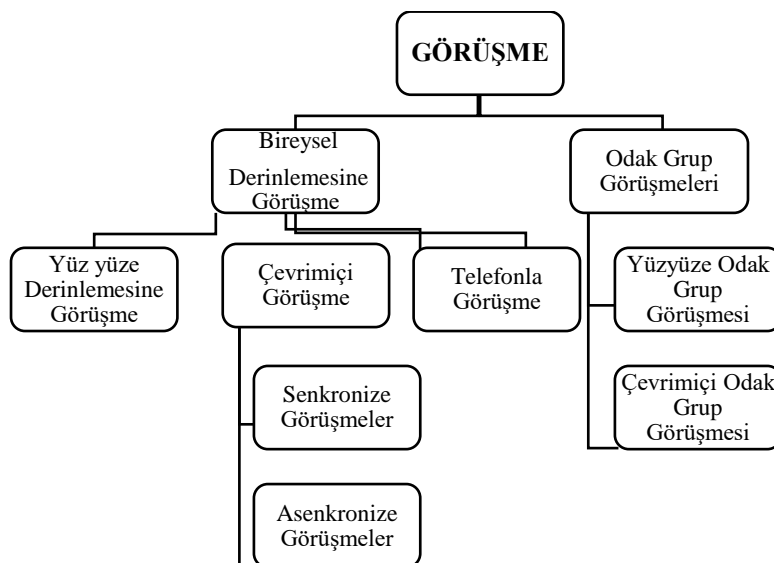 GÖRÜŞME
Bireysel
Derinlemesine
Görüşme
Odak Grup
Görüşmeleri
Yüz yüze
Derinlemesine
Görüşme
Çevrimiçi
Görüşme
Telefonla
Görüşme
Yüzyüze Odak
Grup
Görüşmesi
Senkronize
Görüşmeler
Çevrimiçi Odak
Grup
Görüşmesi
Asenkronize
Görüşmeler